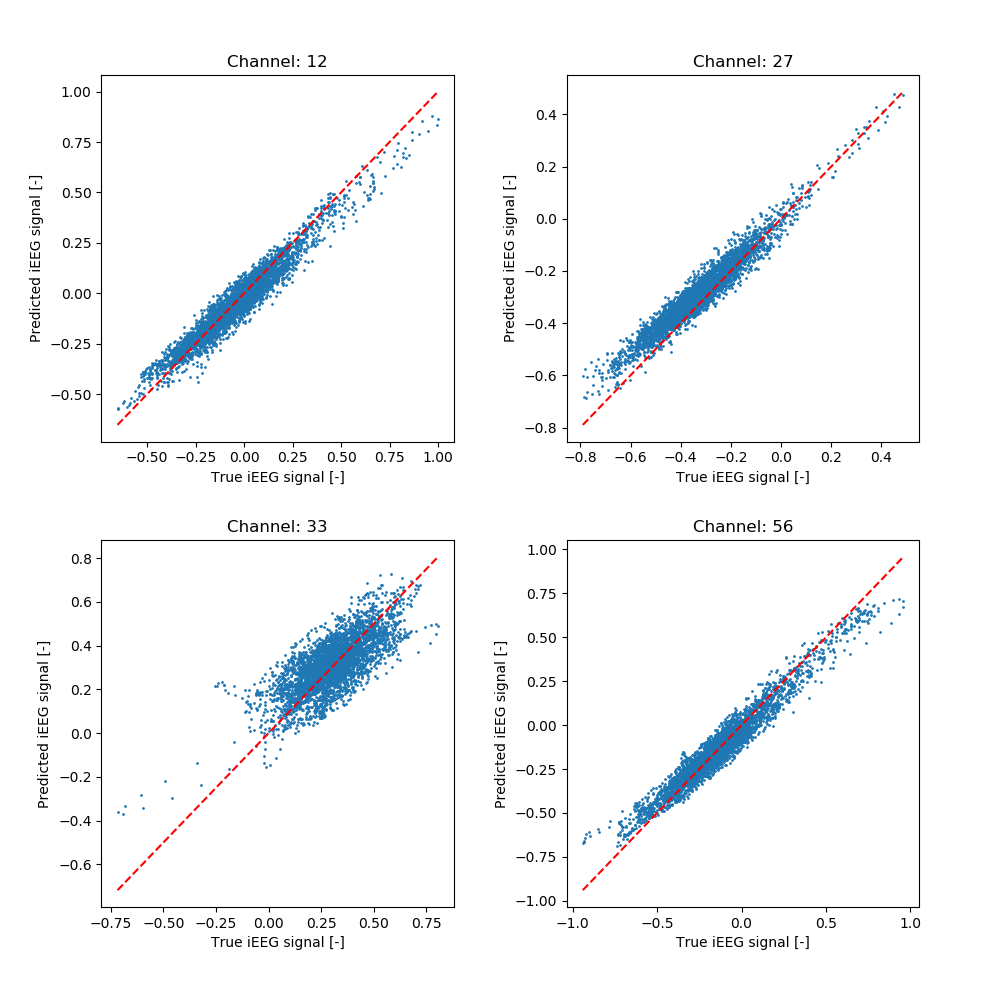 Channel: 12
Predicted iEEG signal [-]
1.00
0.75
0.50
0.25
0.00
−0.25
−0.50
−0.50 −0.25 0.00 0.25 0.50 0.75 1.00
True iEEG signal [-]
Channel: 27
Predicted iEEG signal [-]
0.4
0.2
0.0
−0.2
−0.4
−0.6
−0.8
−0.8 −0.6 −0.4 −0.2 0.0 0.2 0.4
True iEEG signal [-]
Channel: 33
Predicted iEEG signal [-]
0.8
0.6
0.4
0.2
0.0
−0.2
−0.4
−0.6
−0.75 −0.50 −0.25 0.00 0.25 0.50 0.75
True iEEG signal [-]
Channel: 56
Predicted iEEG signal [-]
1.00
0.75
0.50
0.25
0.00
−0.25
−0.50
−0.75
−1.00
−1.0 −0.5 0.0 0.5 1.0
True iEEG signal [-]